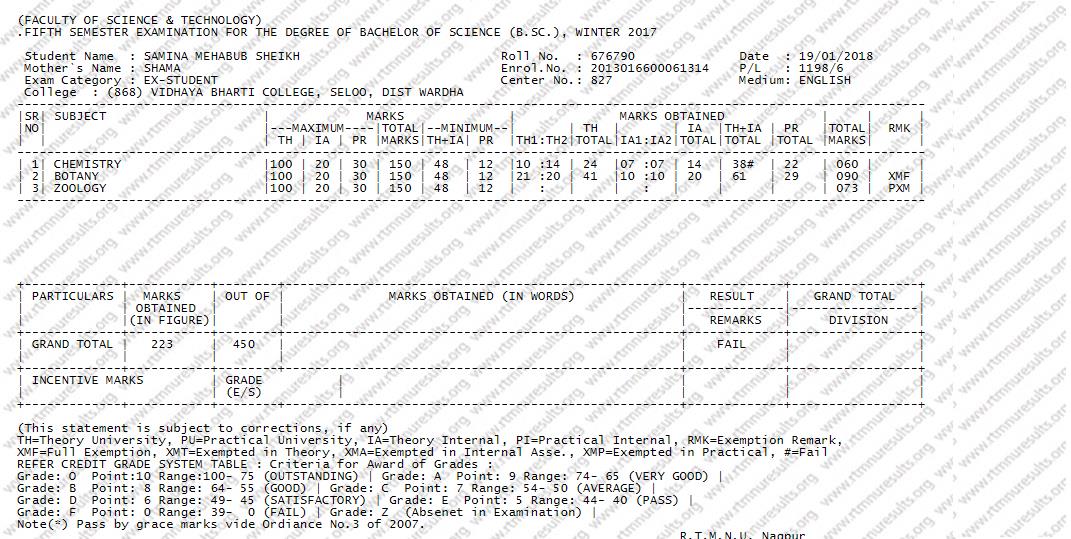 (FACULTY OF SCIENCE & TECHNOLOGY)
.FIFTH SEMESTER EXAMINATION FOR THE DEGREE OF BACHELOR OF SCIENCE (B.SC.), WINTER 2017
Student Name : SAMINA MEHABUB SHEIKH Roll No. : 676790 Date : 19/01/2018
Mother`s Name : SHAMA Enrol.No. : 2013016600061314 P/L : 1198/6
Exam Category : EX-STUDENT Center No.: 827 Medium: ENGLISH
College : (868) VIDHAYA BHARTI COLLEGE, SELOO, DIST WARDHA
|SR| SUBJECT | MARKS | MARKS OBTAINED | | |
|NO| |---MAXIMUM----|TOTAL|--MINIMUM--| | TH | | IA |TH+IA | PR |TOTAL | RMK |
| | | TH | IA | PR |MARKS|TH+IA| PR |TH1:TH2|TOTAL|IA1:IA2|TOTAL|TOTAL |TOTAL |MARKS| |
| 1| CHEMISTRY |100 | 20 | 30 | 150 | 48 | 12 |10 :14 | 24 |07 :07 | 14 | 38# | 22 | 060 |
| 2| BOTANY |100 | 20 | 30 | 150 | 48 | 12 |21 :20 | 41 |10 :10 | 20 | 61 | 29 | 090 | XMF |
| 3| ZOOLOGY |100 | 20 | 30 | 150 | 48 | 12 | : | | : | | | | 073 | PXM |
| PARTICULARS | MARKS | OUT OF | MARKS OBTAINED (IN WORDS) | RESULT | GRAND TOTAL |
| | OBTAINED | | |-------------|------------------|
| |(IN FIGURE)| | | REMARKS | DIVISION |
| GRAND TOTAL | 223 | 450 | | FAIL | |
| INCENTIVE MARKS | GRADE | | | |
| | (E/S) | | | |
(This statement is subject to corrections, if any)
TH=Theory University, PU=Practical University, IA=Theory Internal, PI=Practical Internal, RMK=Exemption Remark,
XMF=Full Exemption, XMT=Exempted in Theory, XMA=Exempted in Internal Asse., XMP=Exempted in Practical, #=Fail
REFER CREDIT GRADE SYSTEM TABLE : Criteria for Award of Grades :
Grade: O Point:10 Range:100- 75 (OUTSTANDING) | Grade: A Point: 9 Range: 74- 65 (VERY GOOD) |
Grade: B Point: 8 Range: 64- 55 (GOOD) | Grade: C Point: 7 Range: 54- 50 (AVERAGE) |
Grade: D Point: 6 Range: 49- 45 (SATISFACTORY) | Grade: E Point: 5 Range: 44- 40 (PASS) |
Grade: F Point: 0 Range: 39- 0 (FAIL) | Grade: Z (Absenet in Examination) |
Note(*) Pass by grace marks vide Ordiance No.3 of 2007.
R.T.M.N.U. Nagpur
www.rtmnuresults.org